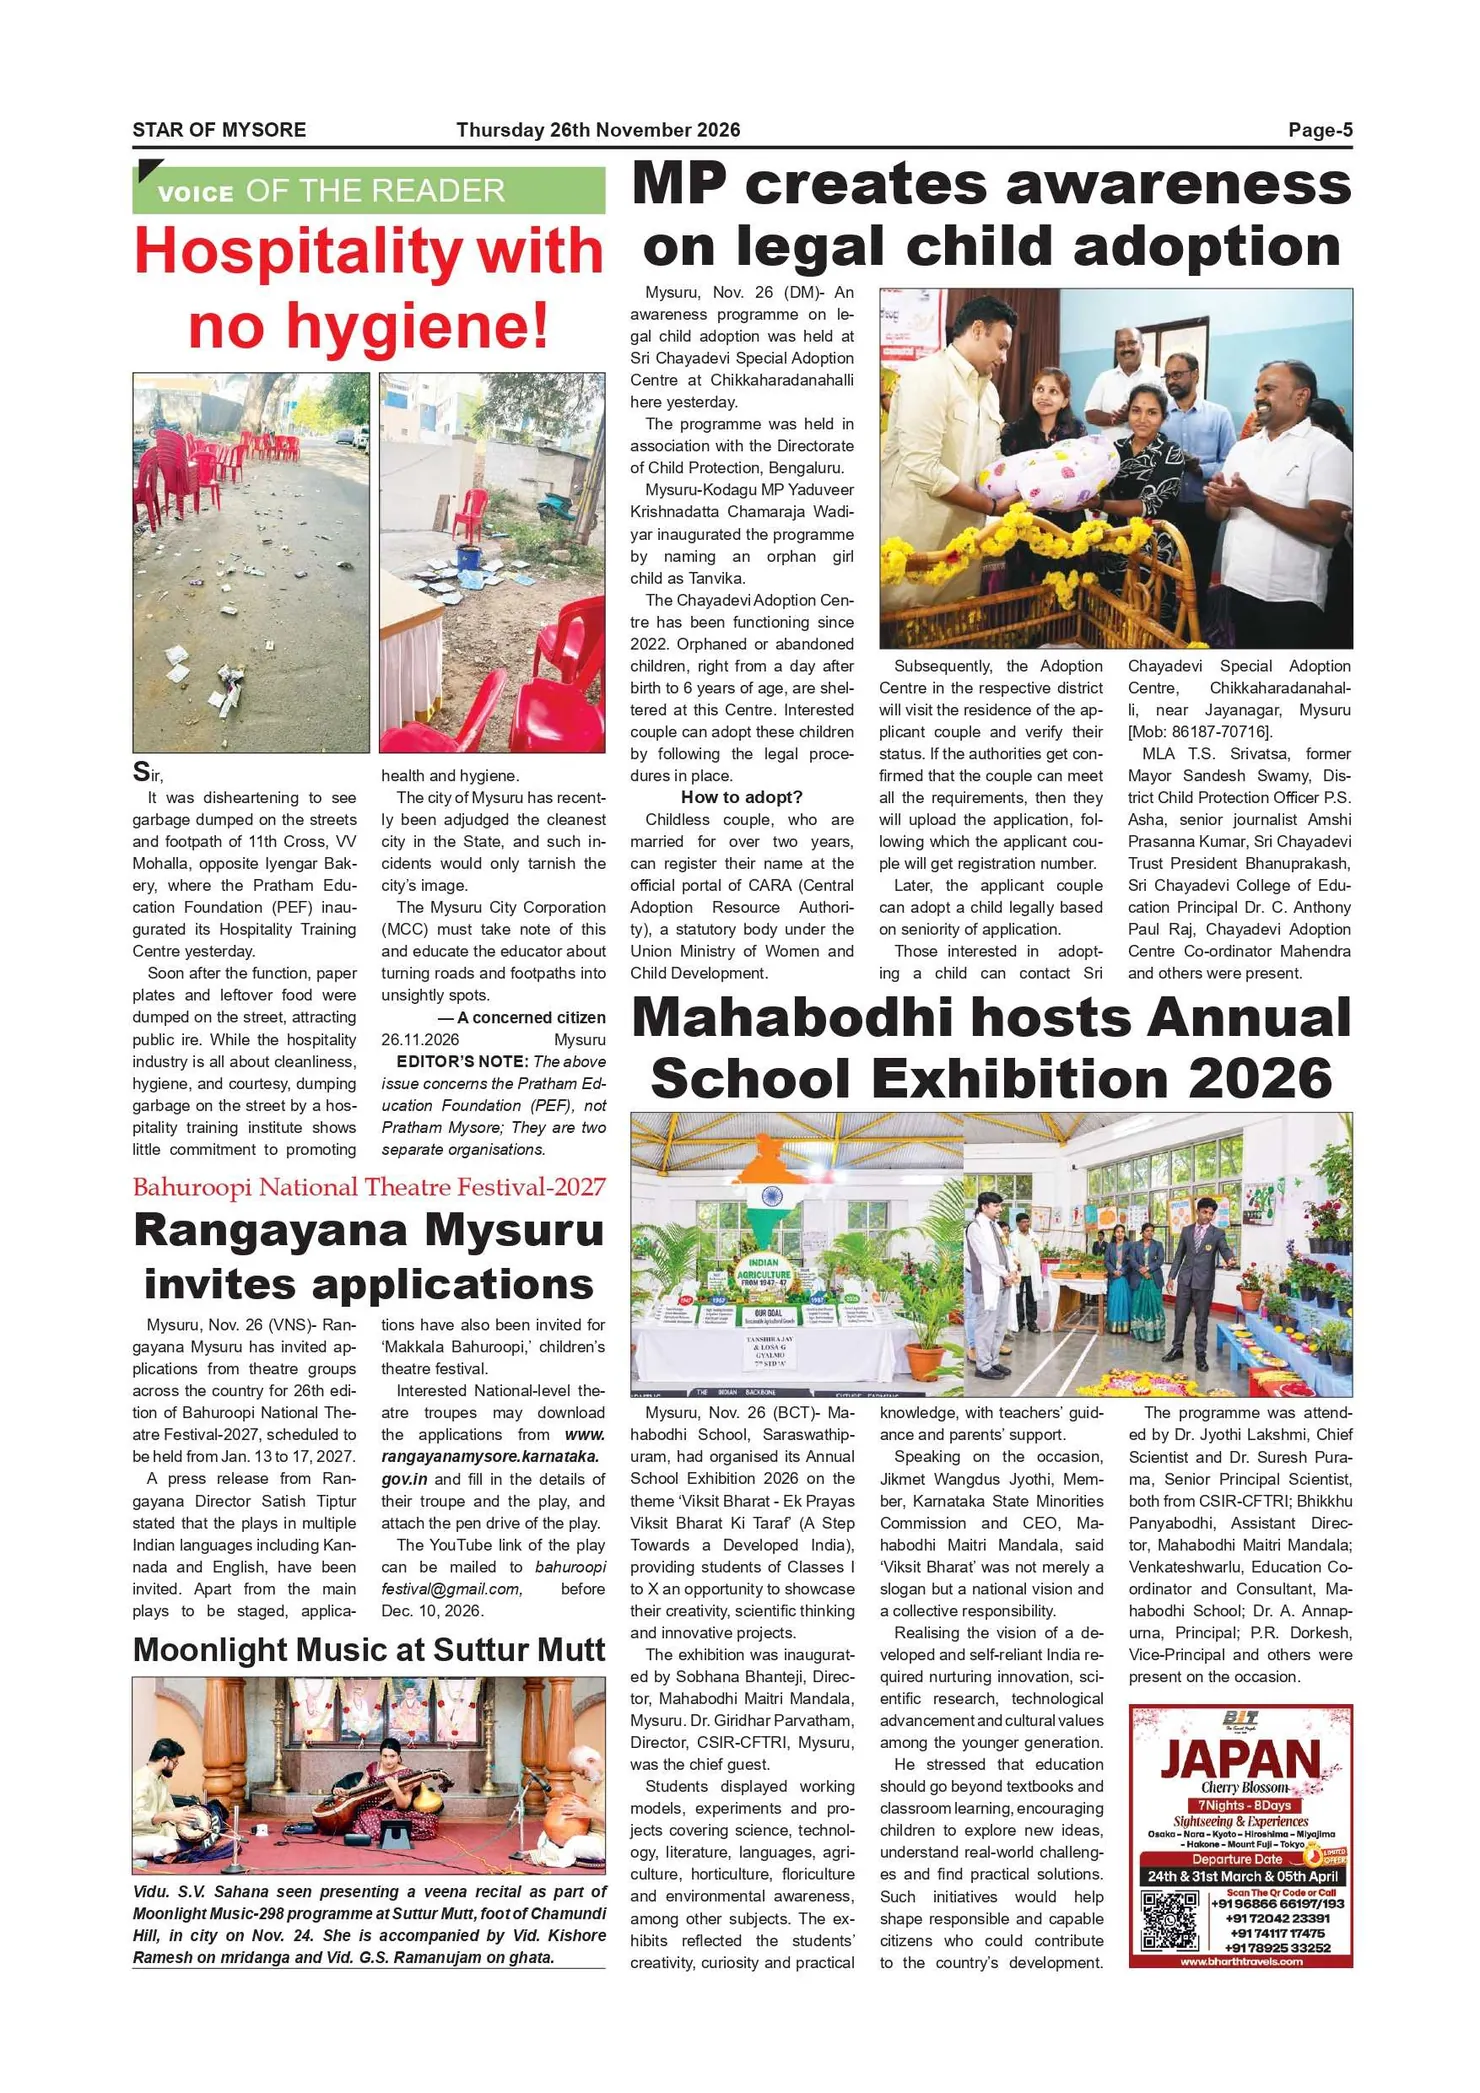 STAR OF MYSORE
Thursday 26th November 2026
Page-5
VOICE OF THE READER
Hospitality with
no hygiene!
Sir,
It was disheartening to see
garbage dumped on the streets
and footpath of 11th Cross, VV
Mohalla, opposite Iyengar Bak-
ery, where the Pratham Edu-
cation Foundation (PEF) inau-
gurated its Hospitality Training
Centre yesterday.
Soon after the function, paper
plates and leftover food were
dumped on the street, attracting
public ire. While the hospitality
industry is all about cleanliness,
hygiene, and courtesy, dumping
garbage on the street by a hos-
pitality training institute shows
little commitment to promoting
health and hygiene.
The city of Mysuru has recent-
ly been adjudged the cleanest
city in the State, and such in-
cidents would only tarnish the
city's image.
The Mysuru City Corporation
(MCC) must take note of this
and educate the educator about
turning roads and footpaths into
unsightly spots.
— A concerned citizen
26.11.2026 Mysuru
EDITOR'S NOTE: The above
issue concerns the Pratham Ed-
ucation Foundation (PEF), not
Pratham Mysore; They are two
separate organisations.
Bahuroopi National Theatre Festival-2027
Rangayana Mysuru
invites applications
Mysuru, Nov. 26 (VNS)- Ran-
gayana Mysuru has invited ap-
plications from theatre groups
across the country for 26th edi-
tion of Bahuroopi National The-
atre Festival-2027, scheduled to
be held from Jan. 13 to 17, 2027.
A press release from Ran-
gayana Director Satish Tiptur
stated that the plays in multiple
Indian languages including Kan-
nada and English, have been
invited. Apart from the main
plays to be staged, applica-
tions have also been invited for
'Makkala Bahuroopi,' children's
theatre festival.
Interested National-level the-
atre troupes may download
the applications from www.
rangayanamysore.karnataka.
gov.in and fill in the details of
their troupe and the play, and
attach the pen drive of the play.
The YouTube link of the play
can be mailed to bahuroopi
festival@gmail.com, before
Dec. 10, 2026.
Moonlight Music at Suttur Mutt
Vidu. S.V. Sahana seen presenting a veena recital as part of
Moonlight Music-298 programme at Suttur Mutt, foot of Chamundi
Hill, in city on Nov. 24. She is accompanied by Vid. Kishore
Ramesh on mridanga and Vid. G.S. Ramanujam on ghata.
MP creates awareness
on legal child adoption
Mysuru, Nov. 26 (DM)- An
awareness programme on le-
gal child adoption was held at
Sri Chayadevi Special Adoption
Centre at Chikkaharadanahalli
here yesterday.
The programme was held in
association with the Directorate
of Child Protection, Bengaluru.
Mysuru-Kodagu MP Yaduveer
Krishnadatta Chamaraja Wadi-
yar inaugurated the programme
by naming an orphan girl
child as Tanvika.
The Chayadevi Adoption Cen-
tre has been functioning since
2022. Orphaned or abandoned
children, right from a day after
birth to 6 years of age, are shel-
tered at this Centre. Interested
couple can adopt these children
by following the legal proce-
dures in place.
How to adopt?
Childless couple, who are
married for over two years,
can register their name at the
official portal of CARA (Central
Adoption Resource Authori-
ty), a statutory body under the
Union Ministry of Women and
Child Development.
Subsequently, the Adoption
Centre in the respective district
will visit the residence of the ap-
plicant couple and verify their
status. If the authorities get con-
firmed that the couple can meet
all the requirements, then they
will upload the application, fol-
lowing which the applicant cou-
ple will get registration number.
Later, the applicant couple
can adopt a child legally based
on seniority of application.
Those interested in adopt-
ing a child can contact Sri
Chayadevi Special Adoption
Centre, Chikkaharadanahal-
li, near Jayanagar, Mysuru
[Mob: 86187-70716].
MLA T.S. Srivatsa, former
Mayor Sandesh Swamy, Dis-
trict Child Protection Officer P.S.
Asha, senior journalist Amshi
Prasanna Kumar, Sri Chayadevi
Trust President Bhanuprakash,
Sri Chayadevi College of Edu-
cation Principal Dr. C. Anthony
Paul Raj, Chayadevi Adoption
Centre Co-ordinator Mahendra
and others were present.
Mahabodhi hosts Annual
School Exhibition 2026
INDIAN
AGRICULTURE
FROM 1947-47
OUR GOAL
TANSHIRAJAY
& LOSA G
GYALMO
7th STD 'A'
THE INDIAN BACKBONE
FUTURE FARMING
Mysuru, Nov. 26 (BCT)- Ma-
habodhi School, Saraswathip-
uram, had organised its Annual
School Exhibition 2026 on the
theme 'Viksit Bharat - Ek Prayas
Viksit Bharat Ki Taraf' (A Step
Towards a Developed India),
providing students of Classes I
to X an opportunity to showcase
their creativity, scientific thinking
and innovative projects.
The exhibition was inaugurat-
ed by Sobhana Bhanteji, Direc-
tor, Mahabodhi Maitri Mandala,
Mysuru. Dr. Giridhar Parvatham,
Director, CSIR-CFTRI, Mysuru,
was the chief guest.
Students displayed working
models, experiments and pro-
jects covering science, technol-
ogy, literature, languages, agri-
culture, horticulture, floriculture
and environmental awareness,
among other subjects. The ex-
hibits reflected the students'
creativity, curiosity and practical
knowledge, with teachers' guid-
ance and parents' support.
Speaking on the occasion,
Jikmet Wangdus Jyothi, Mem-
ber, Karnataka State Minorities
Commission and CEO, Ma-
habodhi Maitri Mandala, said
'Viksit Bharat' was not merely a
slogan but a national vision and
a collective responsibility.
Realising the vision of a de-
veloped and self-reliant India re-
quired nurturing innovation, sci-
entific research, technological
advancement and cultural values
among the younger generation.
He stressed that education
should go beyond textbooks and
classroom learning, encouraging
children to explore new ideas,
understand real-world challeng-
es and find practical solutions.
Such initiatives would help
shape responsible and capable
citizens who could contribute
to the country's development.
The programme was attend-
ed by Dr. Jyothi Lakshmi, Chief
Scientist and Dr. Suresh Pura-
ma, Senior Principal Scientist,
both from CSIR-CFTRI; Bhikkhu
Panyabodhi, Assistant Direc-
tor, Mahabodhi Maitri Mandala;
Venkateshwarlu, Education Co-
ordinator and Consultant, Ma-
habodhi School; Dr. A. Annap-
urna, Principal; P.R. Dorkesh,
Vice-Principal and others were
present on the occasion.
BIT
JAPAN
Cherry Blossom
7Nights - 8Days
Sightseeing & Experiences
Osaka – Nara – Kyoto – Hiroshima – Miyajima
– Hakone – Mount Fuji – Tokyo
LIMITED
OFFER
Departure Date
24th & 31st March & 05th April
Scan The Qr Code or Call
+91 96866 66197/193
+91 72042 23391
+91 74117 17475
+91 78925 33252
www.bharthtravels.com